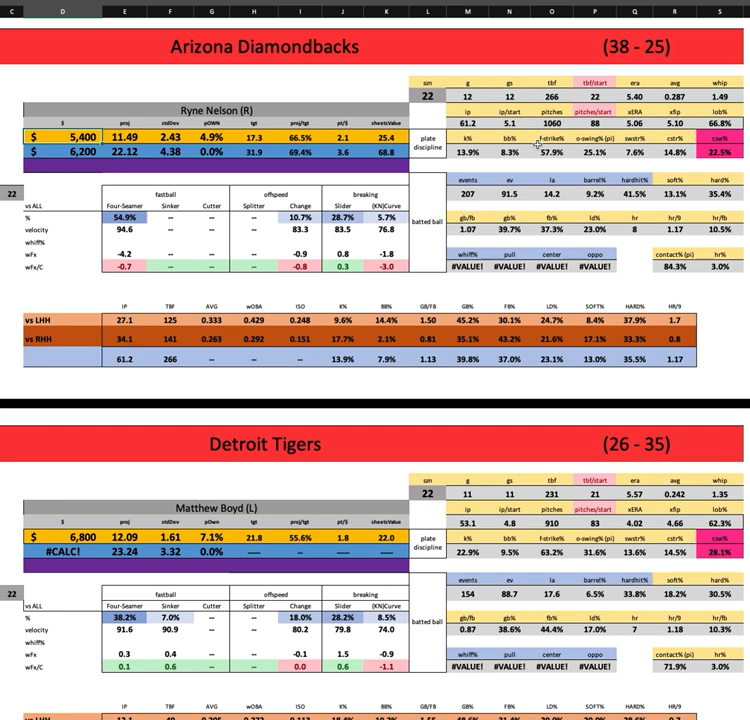 C D E F G H I J K L M N O P Q R S
Arizona Diamondbacks (38 - 25)
szn g gs tbf tbf/start era avg whip
22 12 12 266 22 5.40 0.287 1.49
Ryne Nelson (R) ip ip/start pitches pitches/start xERA xfip lob%
$ proj stdDev pOWN tgt proj/tgt pt/$ sheetsValue 61.2 5.1 1060 88 5.06 5.10 66.8%
$ 5,400 11.49 2.43 4.9% 17.3 66.5% 2.1 25.4 plate discipline k% bb% f-strike% o-swing% (pi) swstr% cstr% csw%
$ 6,200 22.12 4.38 0.0% 31.9 69.4% 3.6 68.8 13.9% 8.3% 57.9% 25.1% 7.6% 14.8% 22.5%
events ev la barrel% hardhit% soft% hard%
22 fastball offspeed breaking 207 91.5 14.2 9.2% 41.5% 13.1% 35.4%
vs ALL Four-Seamer Sinker Cutter Splitter Change Slider (KN)Curve
% 54.9% -- -- -- 10.7% 28.7% 5.7% batted ball gb/fb gb% fb% ld% hr hr/9 hr/fb
velocity 94.6 -- -- -- 83.3 83.5 76.8 1.07 39.7% 37.3% 23.0% 8 1.17 10.5%
whiff%
wFx -4.2 -- -- -- -0.9 0.8 -1.8 whiff% pull center oppo contact% (pi) hr%
wFx/C -0.7 -- -- -- -0.8 0.3 -3.0 #VALUE! #VALUE! #VALUE! #VALUE! 84.3% 3.0%
IP TBF AVG wOBA ISO K% BB% GB/FB GB% FB% LD% SOFT% HARD% HR/9
vs LHH 27.1 125 0.333 0.429 0.248 9.6% 14.4% 1.50 45.2% 30.1% 24.7% 8.4% 37.9% 1.7
vs RHH 34.1 141 0.263 0.292 0.151 17.7% 2.1% 0.81 35.1% 43.2% 21.6% 17.1% 33.3% 0.8
61.2 266 -- -- -- 13.9% 7.9% 1.13 39.8% 37.0% 23.1% 13.0% 35.5% 1.17
Detroit Tigers (26 - 35)
szn g gs tbf tbf/start era avg whip
22 11 11 231 21 5.57 0.242 1.35
Matthew Boyd (L) ip ip/start pitches pitches/start xERA xfip lob%
$ proj stdDev pOwn tgt proj/tgt pt/$ sheetsValue 53.1 4.8 910 83 4.02 4.66 62.3%
$ 6,800 12.09 1.61 7.1% 21.8 55.6% 1.8 22.0 plate discipline k% bb% f-strike% o-swing% (pi) swstr% cstr% csw%
#CALC! 23.24 3.32 0.0% ----- ----- ----- ----- 22.9% 9.5% 63.2% 31.6% 13.6% 14.5% 28.1%
events ev la barrel% hardhit% soft% hard%
22 fastball offspeed breaking 154 88.7 17.6 6.5% 33.8% 18.2% 30.5%
vs ALL Four-Seamer Sinker Cutter Splitter Change Slider (KN)Curve
% 38.2% 7.0% -- -- 18.0% 28.2% 8.5% batted ball gb/fb gb% fb% ld% hr hr/9 hr/fb
velocity 91.6 90.9 -- -- 80.2 79.8 74.0 0.87 38.6% 44.4% 17.0% 7 1.18 10.3%
whiff%
wFx 0.3 0.4 -- -- -0.1 1.5 -0.9 whiff% pull center oppo contact% (pi) hr%
wFx/C 0.1 0.6 -- -- 0.0 0.6 -1.1 #VALUE! #VALUE! #VALUE! #VALUE! 71.9% 3.0%
IP TBF AVG wOBA ISO K% BB% GB/FB GB% FB% LD% SOFT% HARD% HR/9